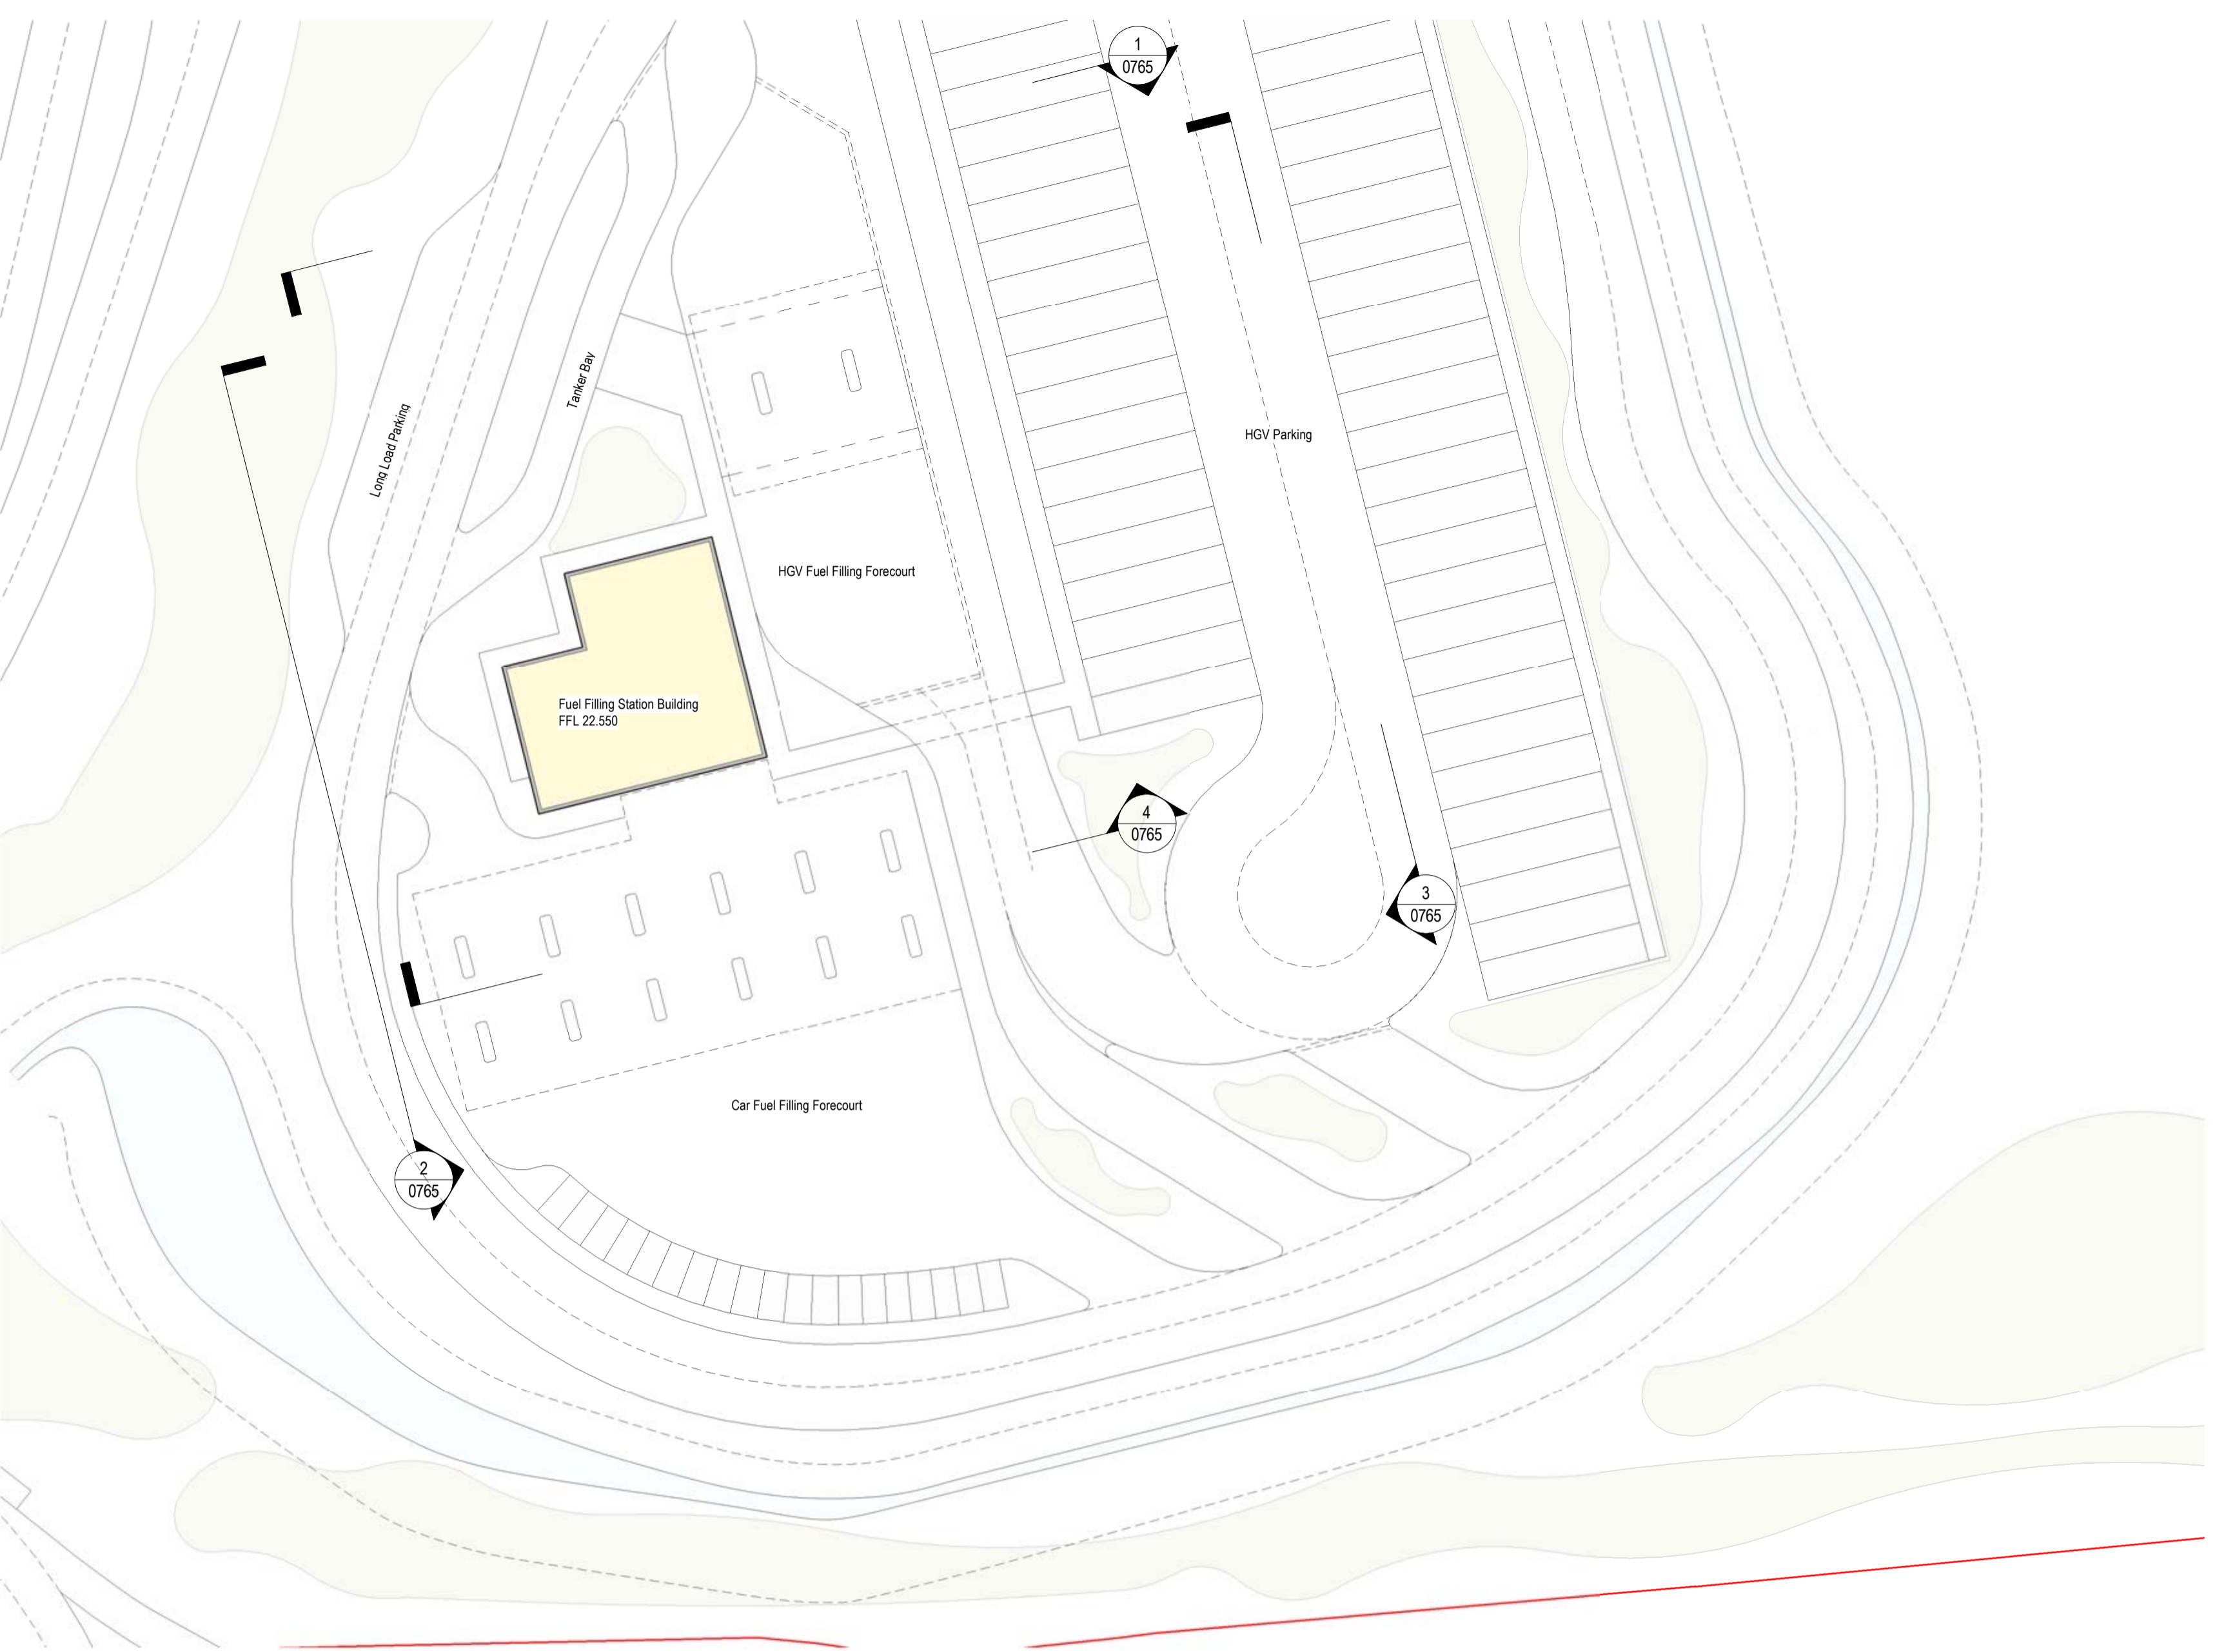 1
0765
Long Load Parking
Tanker Bay
HGV Parking
HGV Fuel Filling Forecourt
Fuel Filling Station Building
FFL 22.550
4
0765
3
0765
Car Fuel Filling Forecourt
2
0765